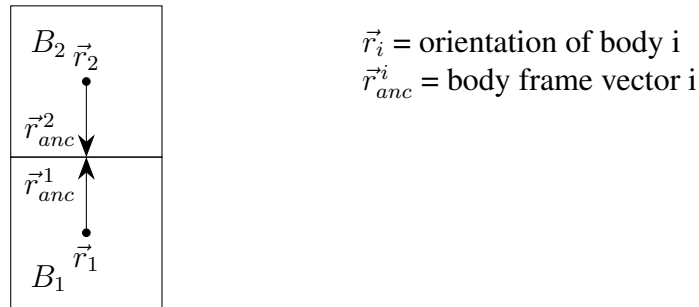 B₂
r⃗₂
r⃗²ₐₙ꜀
r⃗¹ₐₙ꜀
r⃗₁
B₁
r⃗ᵢ = orientation of body i
r⃗ⁱₐₙ꜀ = body frame vector i